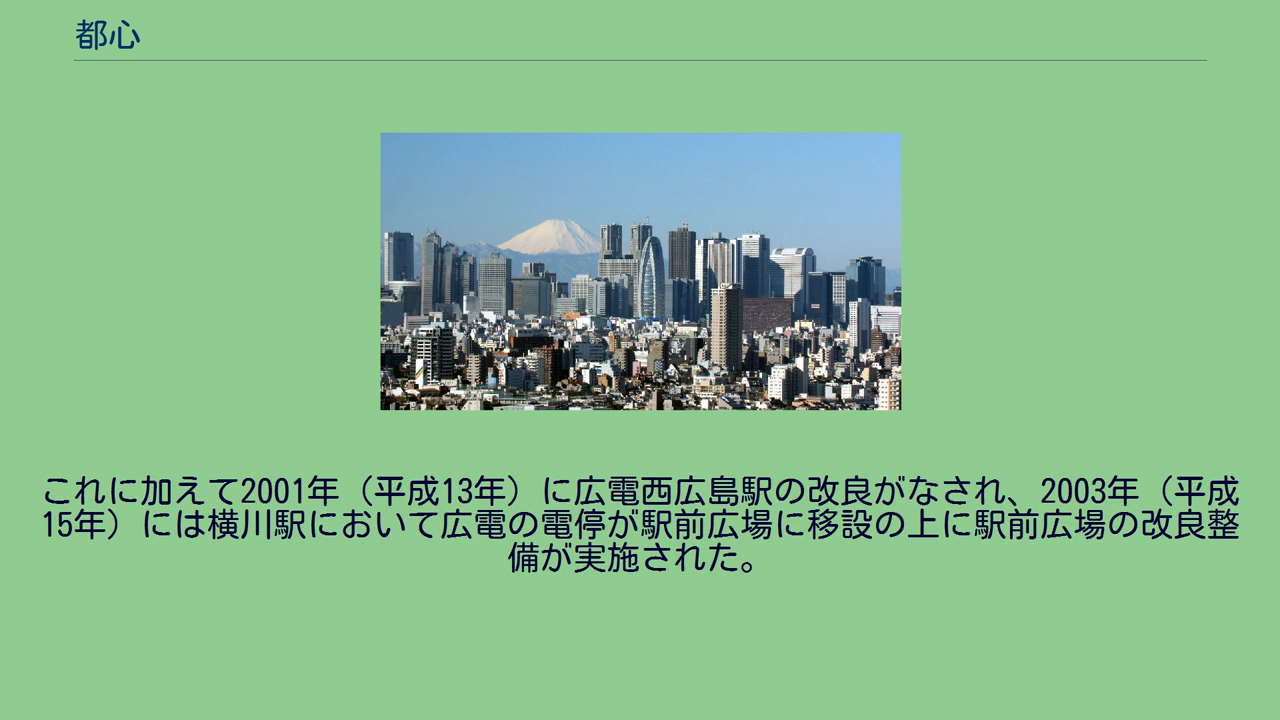 都心
これに加えて2001年（平成13年）に広電西広島駅の改良がなされ、2003年（平成
15年）には横川駅において広電の電停が駅前広場に移設の上に駅前広場の改良整
備が実施された。